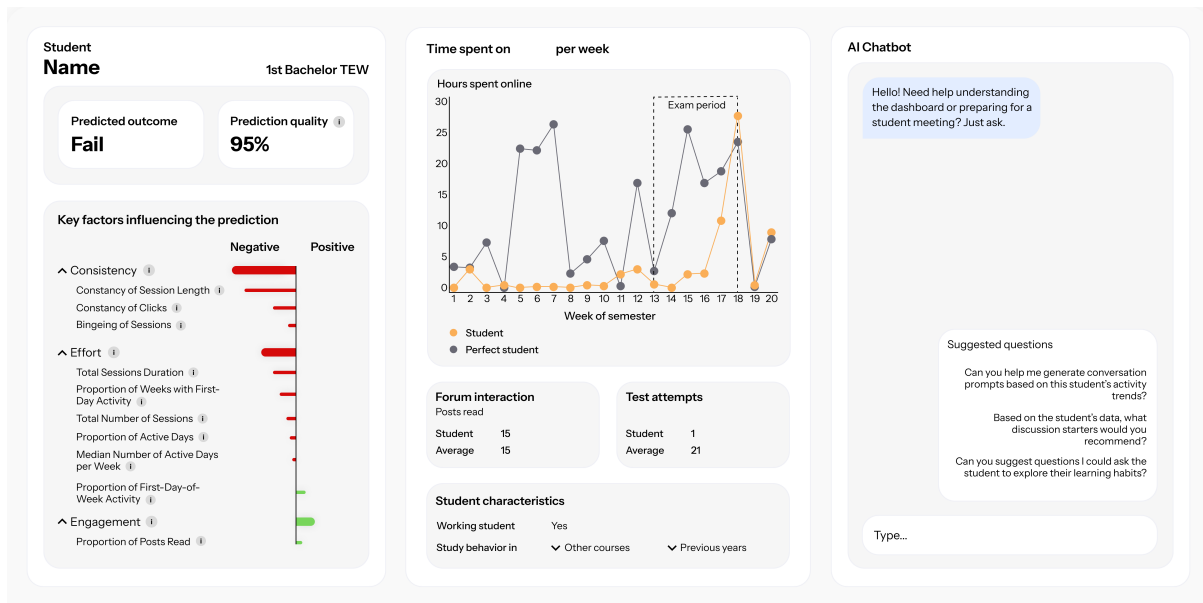 Student
Name
1st Bachelor TEW
Predicted outcome
Fail
Prediction quality i
95%
Key factors influencing the prediction
Negative Positive
Consistency i
Constancy of Session Length i
Constancy of Clicks i
Bingeing of Sessions i
Effort i
Total Sessions Duration i
Proportion of Weeks with First-
Day Activity i
Total Number of Sessions i
Proportion of Active Days i
Median Number of Active Days
per Week i
Proportion of First-Day-of-
Week Activity i
Engagement i
Proportion of Posts Read i
Time spent on per week
Hours spent online
30
25
20
15
10
5
0
Exam period
1 2 3 4 5 6 7 8 9 10 11 12 13 14 15 16 17 18 19 20
Week of semester
Student
Perfect student
Forum interaction
Posts read
Student 15
Average 15
Test attempts
Student 1
Average 21
Student characteristics
Working student Yes
Study behavior in Other courses Previous years
AI Chatbot
Hello! Need help understanding
the dashboard or preparing for a
student meeting? Just ask.
Suggested questions
Can you help me generate conversation
prompts based on this student's activity
trends?
Based on the student's data, what
discussion starters would you
recommend?
Can you suggest questions I could ask the
student to explore their learning habits?
Type...